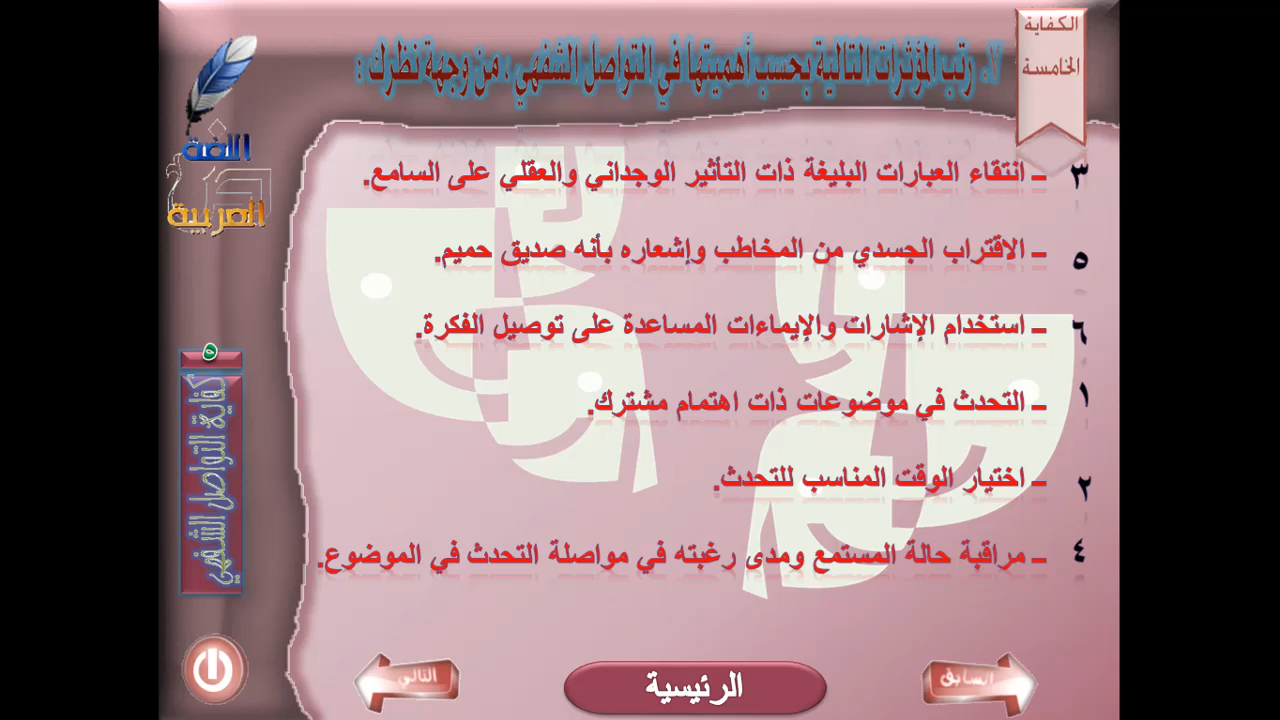 الكفاية
الخامسة
٧. رتب المؤثرات التالية بحسب أهميتها في التواصل الشفهي ، من وجهة نظرك :
اللغة
العربية
٣ ـ انتقاء العبارات البليغة ذات التأثير الوجداني والعقلي على السامع.
٥ ـ الاقتراب الجسدي من المخاطب وإشعاره بأنه صديق حميم.
٦ ـ استخدام الإشارات والإيماءات المساعدة على توصيل الفكرة.
١ ـ التحدث في موضوعات ذات اهتمام مشترك.
٢ ـ اختيار الوقت المناسب للتحدث.
٤ ـ مراقبة حالة المستمع ومدى رغبته في مواصلة التحدث في الموضوع.
٥
كفاية التواصل الشفهي
السابق
الرئيسية
التالي